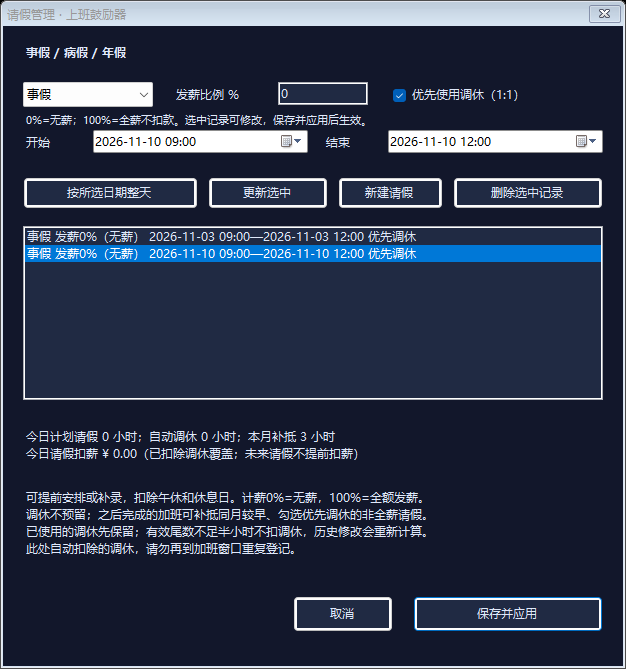 请假管理 · 上班鼓励器
事假 / 病假 / 年假
事假 发薪比例 % 0 优先使用调休（1:1）
0%=无薪；100%=全薪不扣款。选中记录可修改，保存并应用后生效。
开始 2026-11-10 09:00 结束 2026-11-10 12:00
按所选日期整天 更新选中 新建请假 删除选中记录
事假 发薪0%（无薪） 2026-11-03 09:00—2026-11-03 12:00 优先调休
事假 发薪0%（无薪） 2026-11-10 09:00—2026-11-10 12:00 优先调休
今日计划请假 0 小时；自动调休 0 小时；本月补抵 3 小时
今日请假扣薪 ¥ 0.00（已扣除调休覆盖；未来请假不提前扣薪）
可提前安排或补录，扣除午休和休息日。计薪0%=无薪，100%=全额发薪。
调休不预留；之后完成的加班可补抵同月较早、勾选优先调休的非全薪请假。
已使用的调休先保留；有效尾数不足半小时不扣调休，历史修改会重新计算。
此处自动扣除的调休，请勿再到加班窗口重复登记。
取消 保存并应用